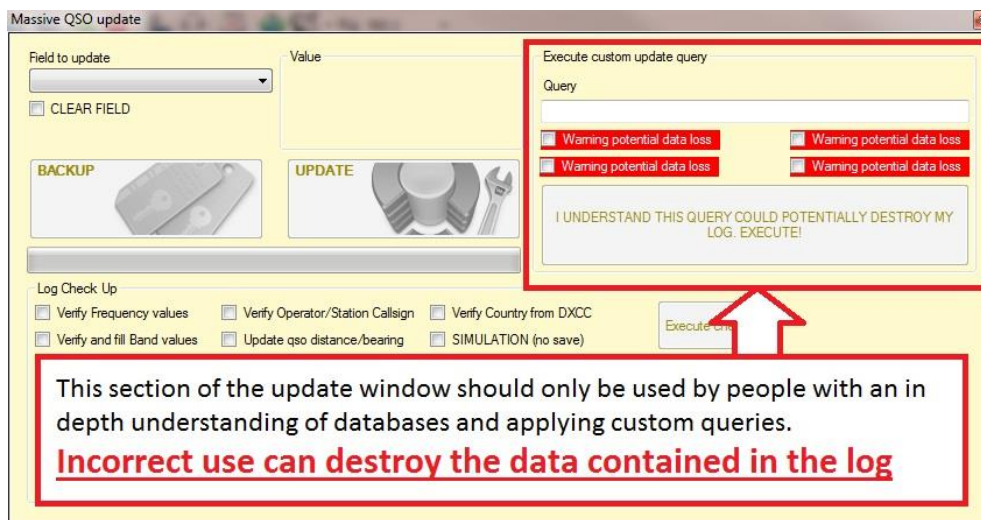 Massive QSO update
Field to update
CLEAR FIELD
Value
BACKUP
UPDATE
Execute custom update query
Query
Warning potential data loss
Warning potential data loss
Warning potential data loss
Warning potential data loss
I UNDERSTAND THIS QUERY COULD POTENTIALLY DESTROY MY
LOG. EXECUTE!
Log Check Up
Verify Frequency values
Verify Operator/Station Callsign
Verify Country from DXCC
Verify and fill Band values
Update qso distance/bearing
SIMULATION (no save)
Execute
This section of the update window should only be used by people with an in
depth understanding of databases and applying custom queries.
Incorrect use can destroy the data contained in the log